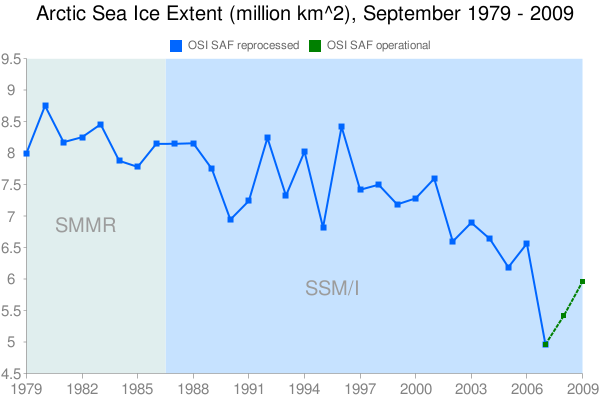 Arctic Sea Ice Extent (million km^2), September 1979 - 2009
OSI SAF reprocessed OSI SAF operational
9.5
9
8.5
8
7.5
7
SMMR
6.5
6
SSM/I
5.5
5
4.5
1979 1982 1985 1988 1991 1994 1997 2000 2003 2006 2009